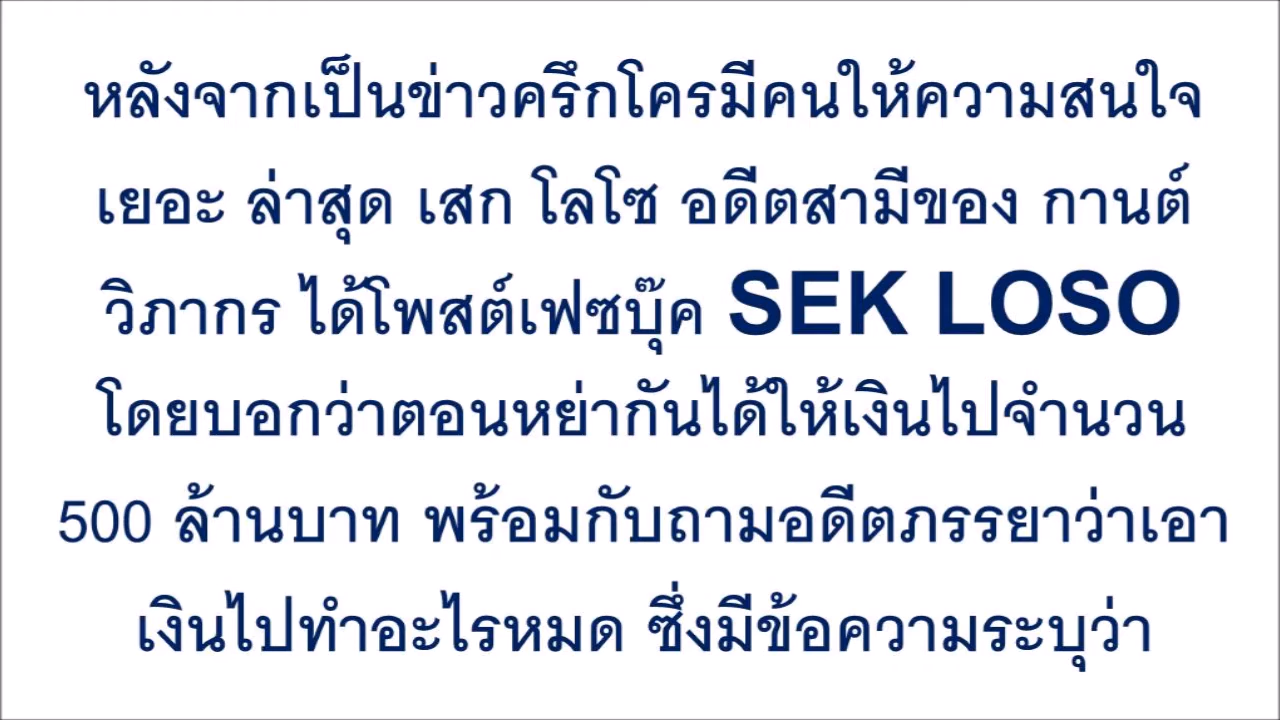 หลังจากเป็นข่าวครึกโครมีคนให้ความสนใจ
เยอะ ล่าสุด เสก โลโซ อดีตสามีของ กานต์
วิภากร ได้โพสต์เฟซบุ๊ค SEK LOSO
โดยบอกว่าตอนหย่ากันได้ให้เงินไปจำนวน
500 ล้านบาท พร้อมกับถามอดีตภรรยาว่าเอา
เงินไปทำอะไรหมด ซึ่งมีข้อความระบุว่า